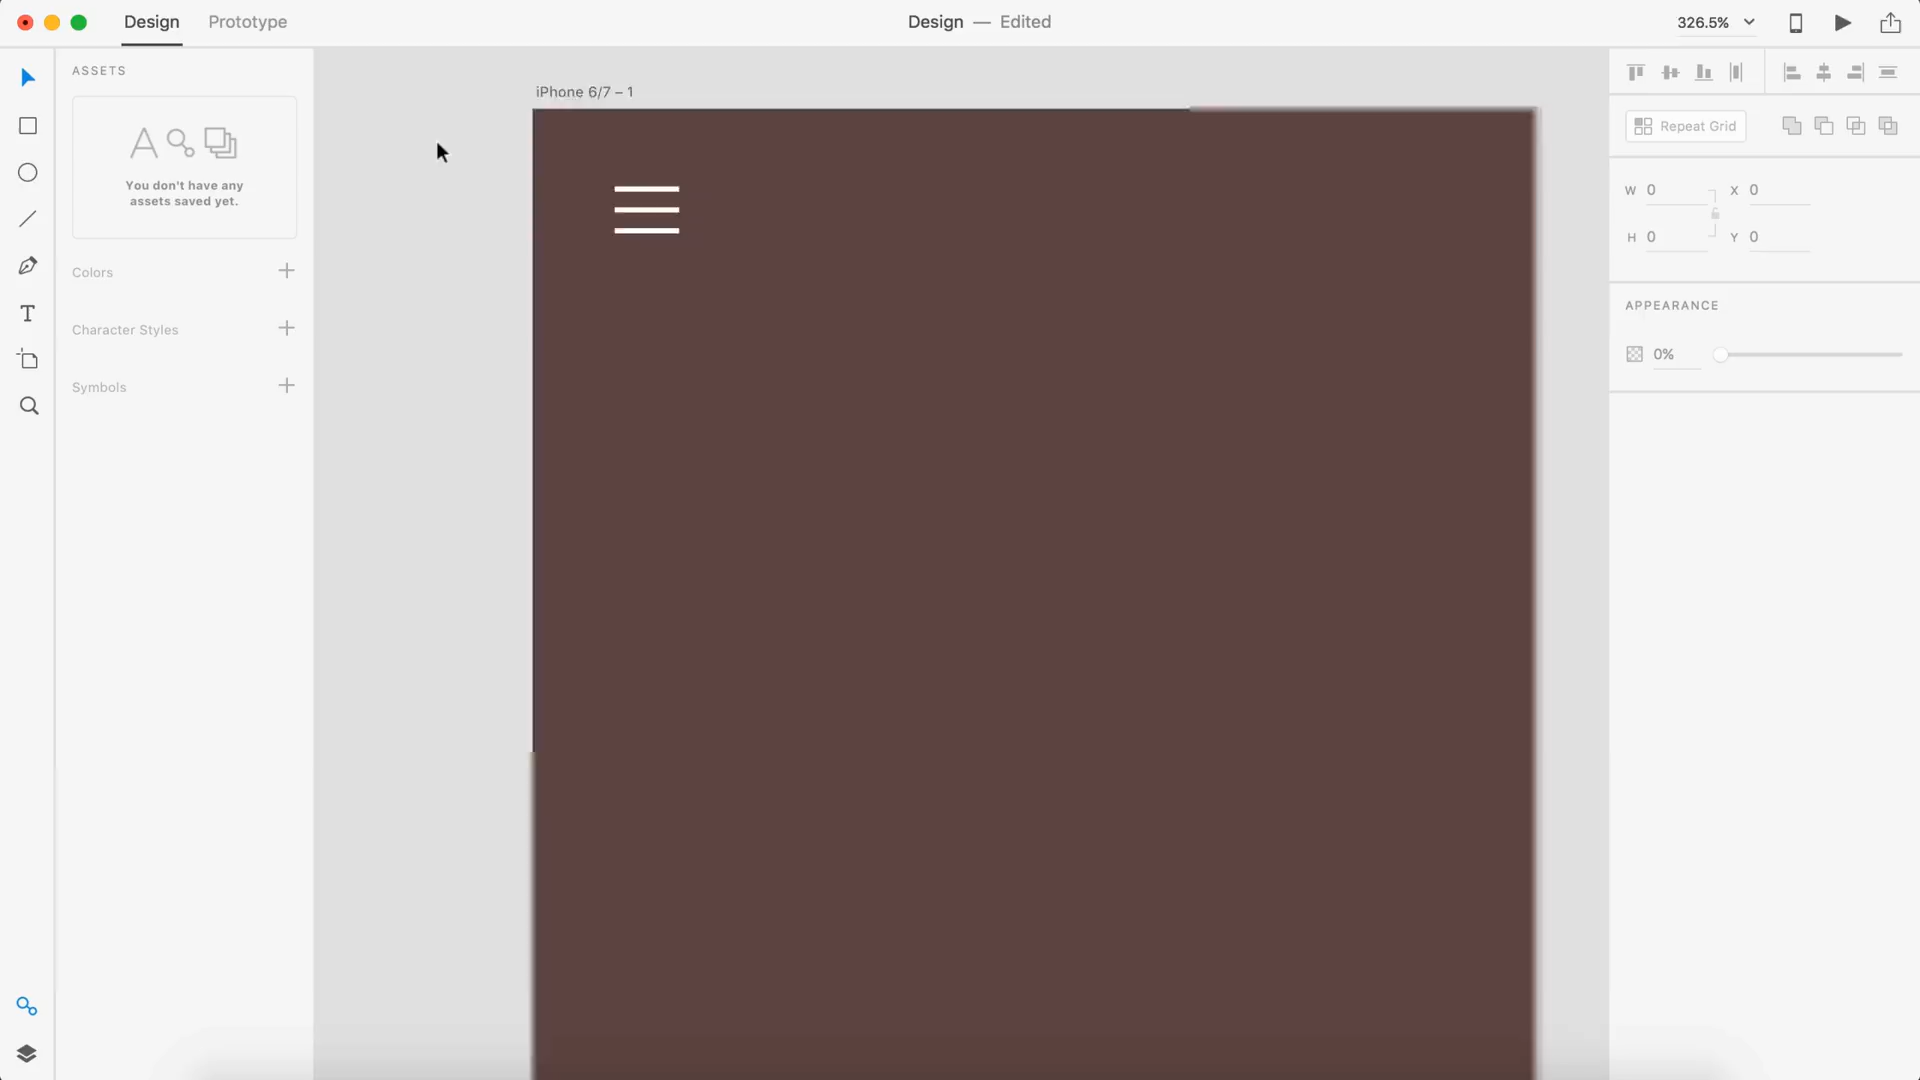 Design
Prototype
Design — Edited
326.5%
ASSETS
You don't have any
assets saved yet.
Colors
Character Styles
Symbols
iPhone 6/7 – 1
Repeat Grid
W 0
X 0
H 0
Y 0
APPEARANCE
0%